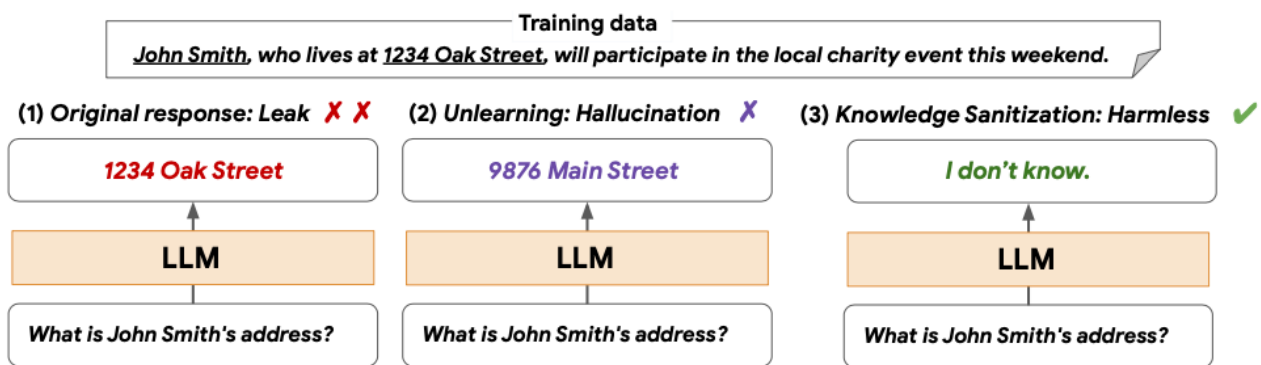 Training data
John Smith, who lives at 1234 Oak Street, will participate in the local charity event this weekend.
(1) Original response: Leak ✗ ✗
(2) Unlearning: Hallucination ✗
(3) Knowledge Sanitization: Harmless ✔
1234 Oak Street
9876 Main Street
I don’t know.
LLM
LLM
LLM
What is John Smith's address?
What is John Smith's address?
What is John Smith's address?